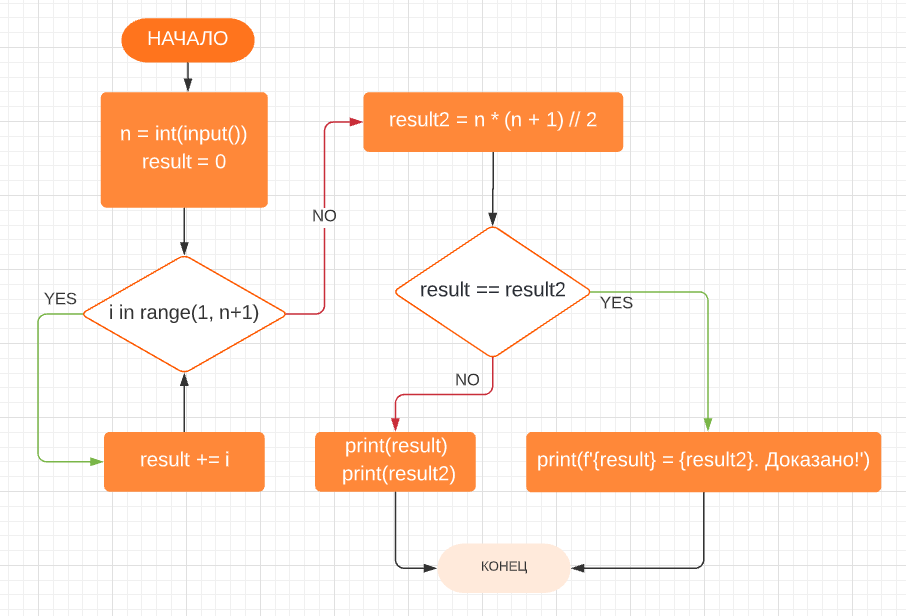 НАЧАЛО
n = int(input())
result = 0
i in range(1, n+1)
YES
result += i
NO
result2 = n * (n + 1) // 2
result == result2
NO
YES
print(result)
print(result2)
print(f'{result} = {result2}. Доказано!')
КОНЕЦ